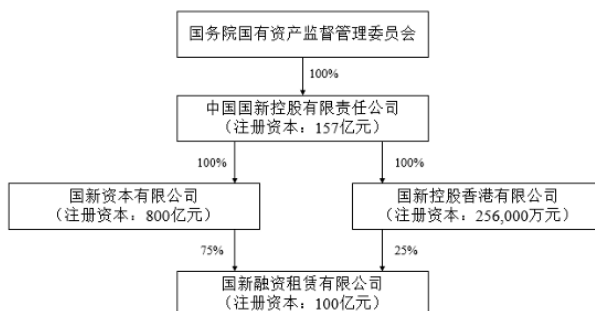 国务院国有资产监督管理委员会
100%
中国国新控股有限责任公司
（注册资本：157亿元）
100%
100%
国新资本有限公司
（注册资本：800亿元）
国新控股香港有限公司
（注册资本：256,000万元）
75%
25%
国新融资租赁有限公司
（注册资本：100亿元）